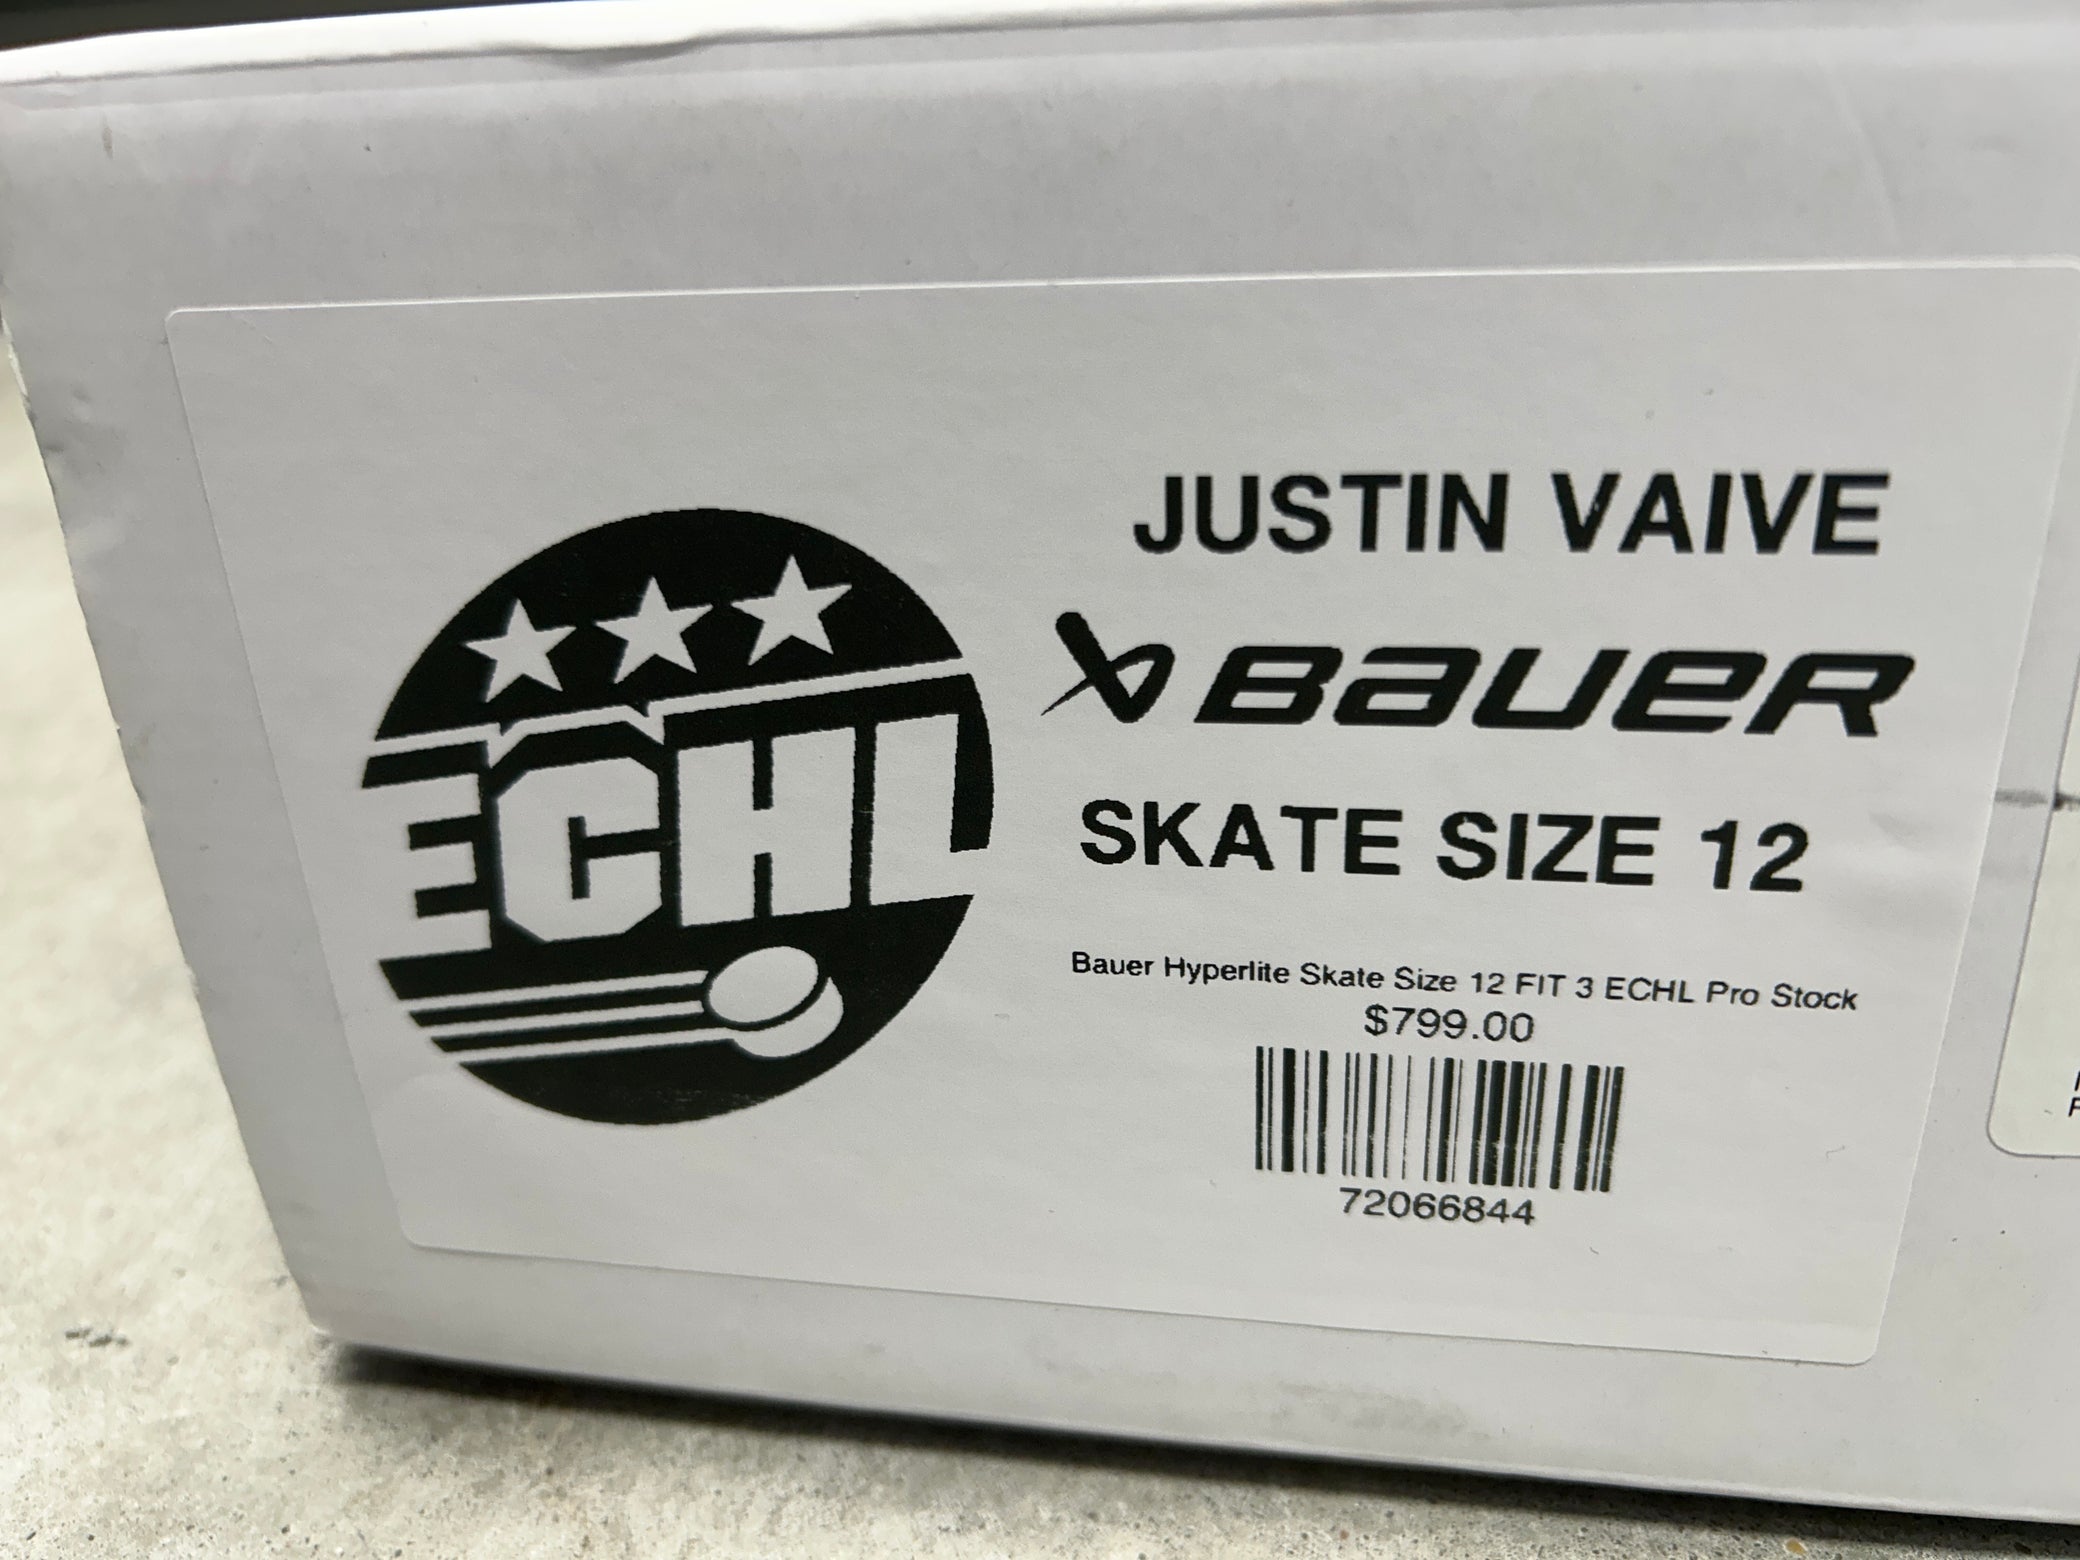 JUSTIN VAIVE
BAUER
SKATE SIZE 12
ECHL
Bauer Hyperlite Skate Size 12 FIT 3 ECHL Pro Stock
$799.00
72066844